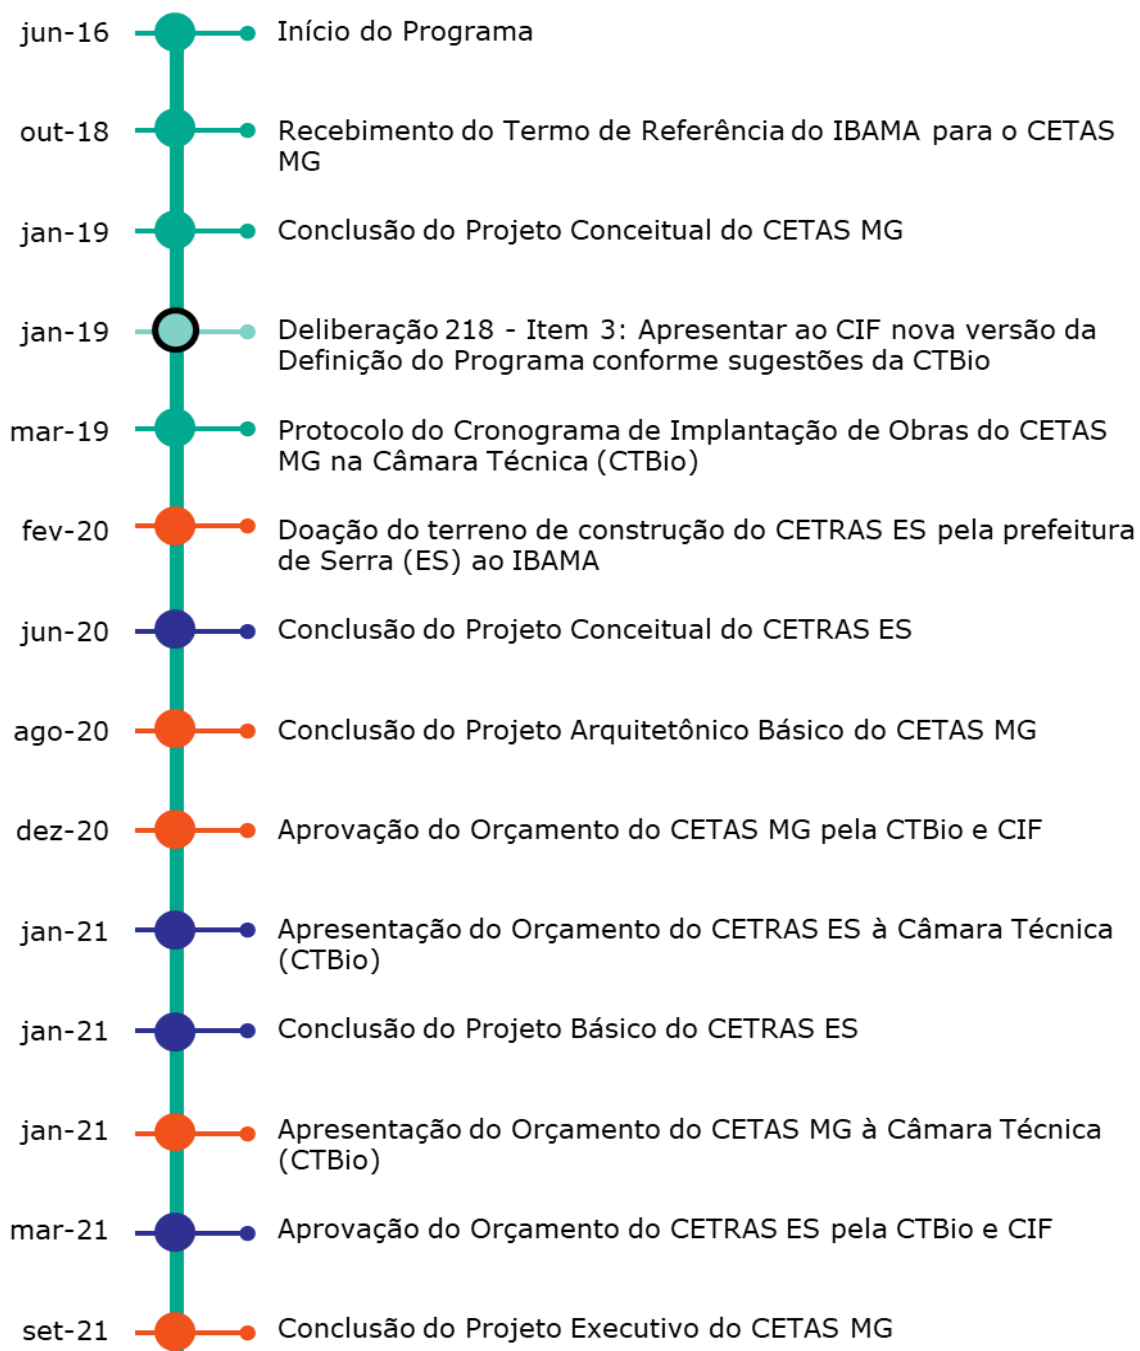 jun-16 Início do Programa
out-18 Recebimento do Termo de Referência do IBAMA para o CETAS
MG
jan-19 Conclusão do Projeto Conceitual do CETAS MG
jan-19 Deliberação 218 - Item 3: Apresentar ao CIF nova versão da
Definição do Programa conforme sugestões da CTBio
mar-19 Protocolo do Cronograma de Implantação de Obras do CETAS
MG na Câmara Técnica (CTBio)
fev-20 Doação do terreno de construção do CETRAS ES pela prefeitura
de Serra (ES) ao IBAMA
jun-20 Conclusão do Projeto Conceitual do CETRAS ES
ago-20 Conclusão do Projeto Arquitetônico Básico do CETAS MG
dez-20 Aprovação do Orçamento do CETAS MG pela CTBio e CIF
jan-21 Apresentação do Orçamento do CETRAS ES à Câmara Técnica
(CTBio)
jan-21 Conclusão do Projeto Básico do CETRAS ES
jan-21 Apresentação do Orçamento do CETAS MG à Câmara Técnica
(CTBio)
mar-21 Aprovação do Orçamento do CETRAS ES pela CTBio e CIF
set-21 Conclusão do Projeto Executivo do CETAS MG